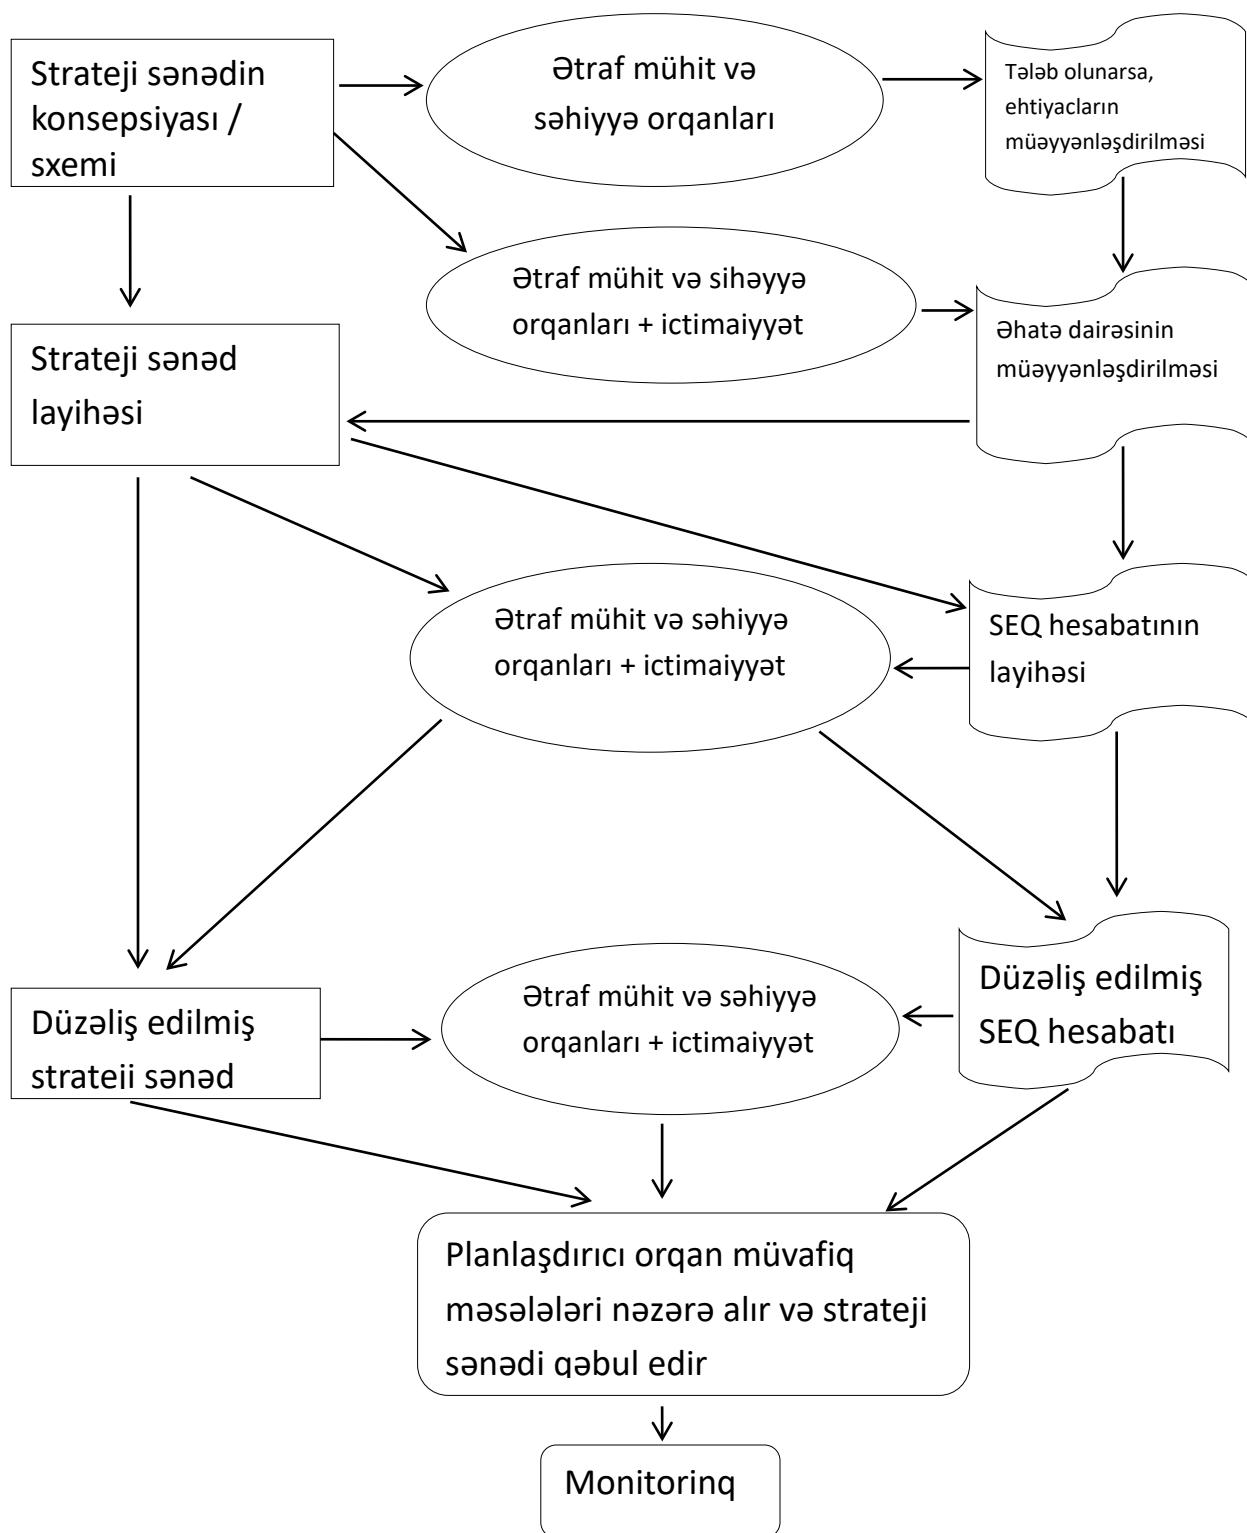 Strateji sənədin
konsepsiyası /
sxemi
Ətraf mühit və
səhiyyə orqanları
Tələb olunarsa,
ehtiyacların
müəyyənləşdirilməsi
Ətraf mühit və sihəyyə
orqanları + ictimaiyyət
Əhatə dairəsinin
müəyyənləşdirilməsi
Strateji sənəd
layihəsi
Ətraf mühit və səhiyyə
orqanları + ictimaiyyət
SEQ hesabatının
layihəsi
Düzəliş edilmiş
strateji sənəd
Ətraf mühit və səhiyyə
orqanları + ictimaiyyət
Düzəliş edilmiş
SEQ hesabatı
Planlaşdırıcı orqan müvafiq
məsələləri nəzərə alır və strateji
sənədi qəbul edir
Monitorinq